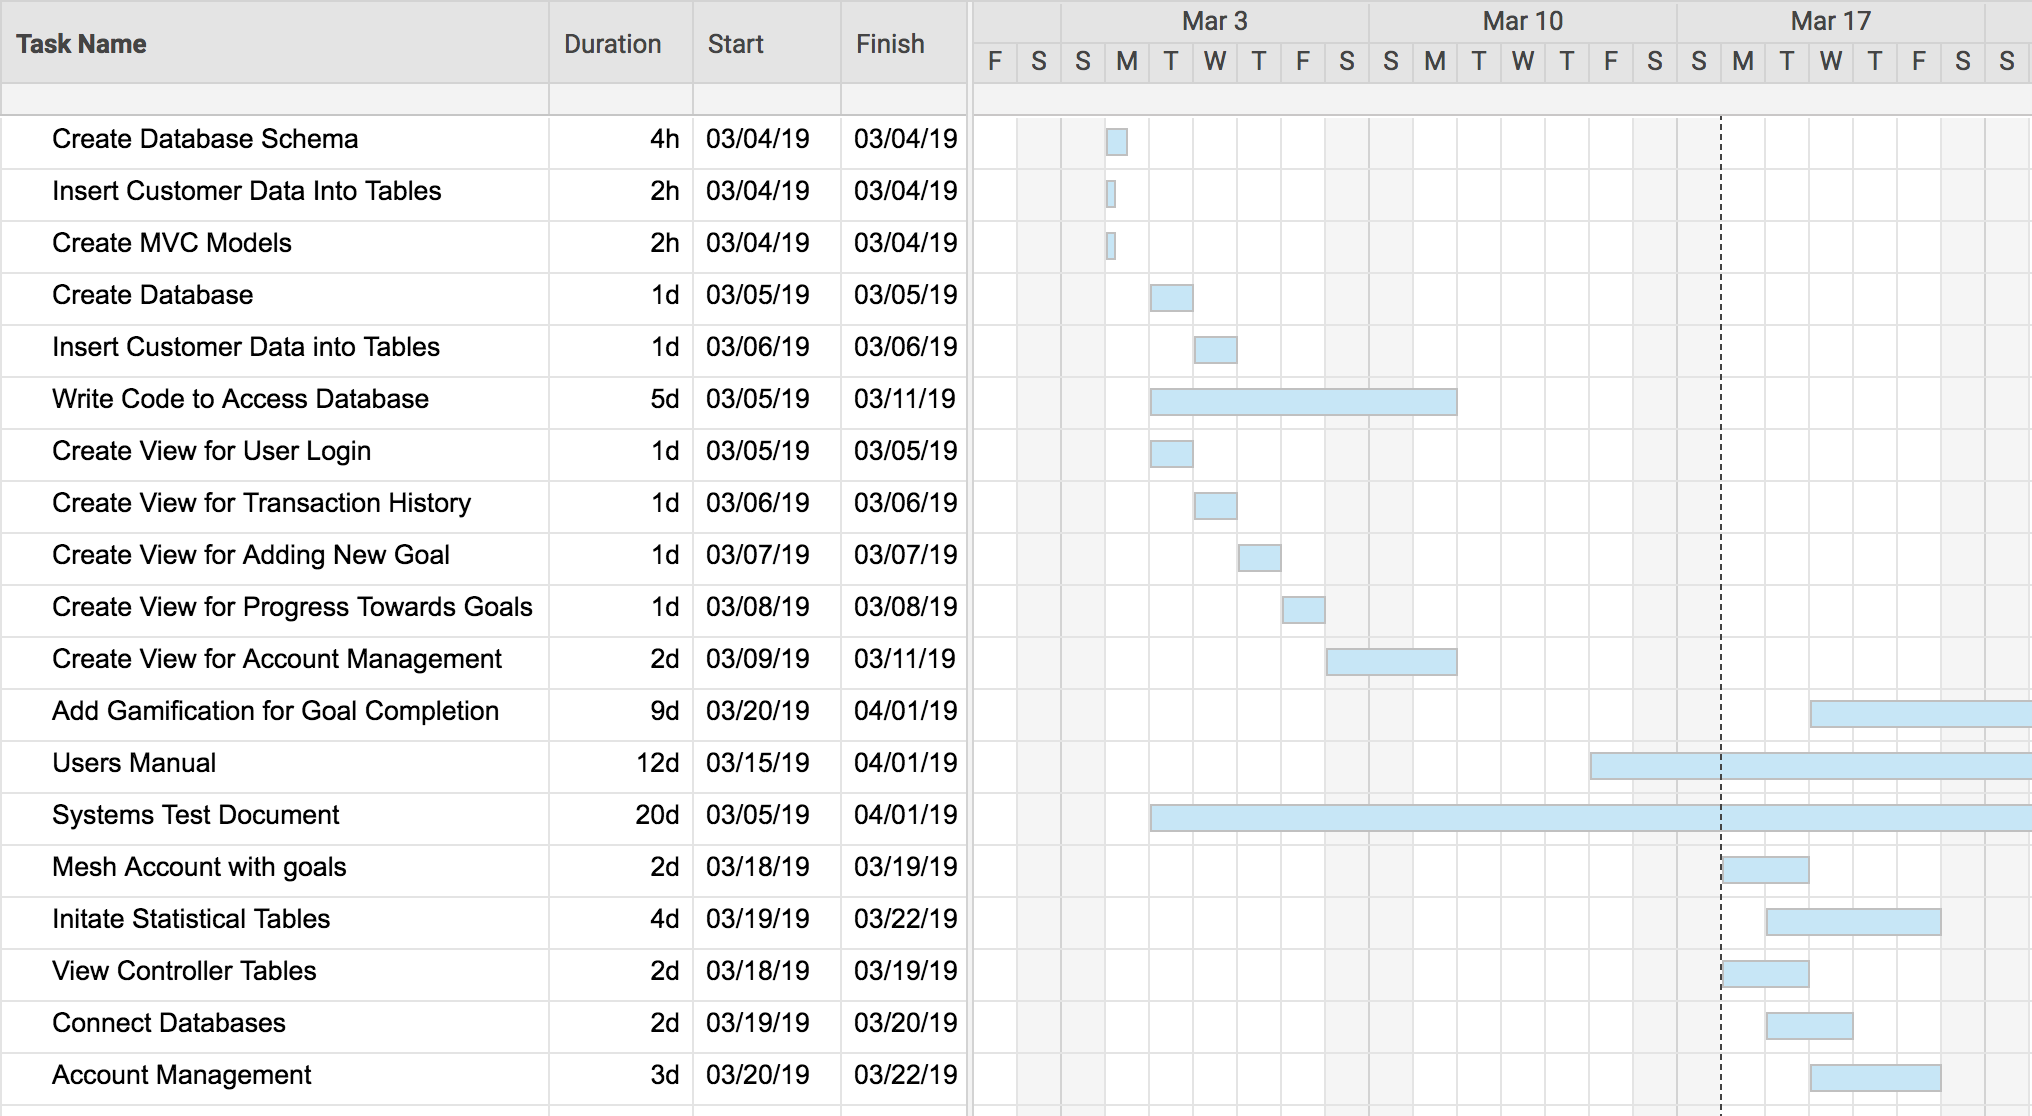 Task Name Duration Start Finish Mar 3 Mar 10 Mar 17
F S S M T W T F S S M T W T F S S M T W T F S S
Create Database Schema 4h 03/04/19 03/04/19
Insert Customer Data Into Tables 2h 03/04/19 03/04/19
Create MVC Models 2h 03/04/19 03/04/19
Create Database 1d 03/05/19 03/05/19
Insert Customer Data into Tables 1d 03/06/19 03/06/19
Write Code to Access Database 5d 03/05/19 03/11/19
Create View for User Login 1d 03/05/19 03/05/19
Create View for Transaction History 1d 03/06/19 03/06/19
Create View for Adding New Goal 1d 03/07/19 03/07/19
Create View for Progress Towards Goals 1d 03/08/19 03/08/19
Create View for Account Management 2d 03/09/19 03/11/19
Add Gamification for Goal Completion 9d 03/20/19 04/01/19
Users Manual 12d 03/15/19 04/01/19
Systems Test Document 20d 03/05/19 04/01/19
Mesh Account with goals 2d 03/18/19 03/19/19
Initate Statistical Tables 4d 03/19/19 03/22/19
View Controller Tables 2d 03/18/19 03/19/19
Connect Databases 2d 03/19/19 03/20/19
Account Management 3d 03/20/19 03/22/19